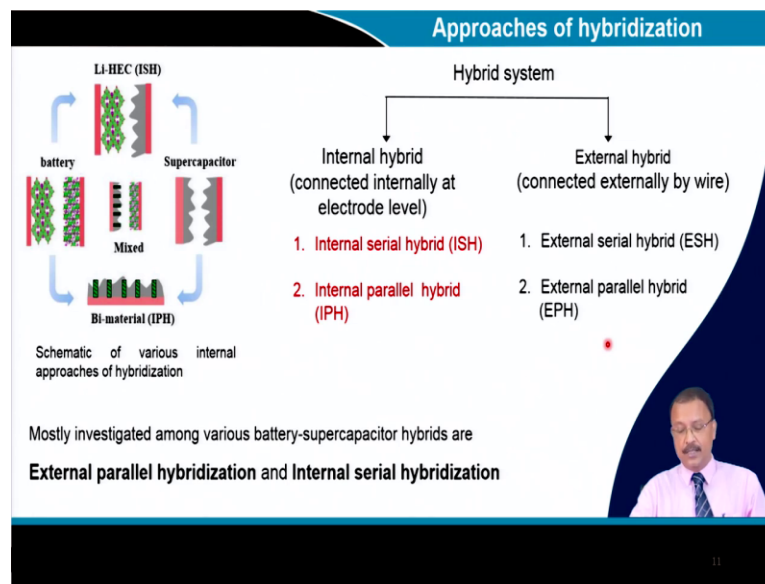 Approaches of hybridization
Li-HEC (ISH)
battery
Supercapacitor
Mixed
Bi-material (IPH)
Schematic of various internal
approaches of hybridization
Hybrid system
Internal hybrid
(connected internally at
electrode level)
1. Internal serial hybrid (ISH)
2. Internal parallel hybrid
(IPH)
External hybrid
(connected externally by wire)
1. External serial hybrid (ESH)
2. External parallel hybrid
(EPH)
Mostly investigated among various battery-supercapacitor hybrids are
External parallel hybridization and Internal serial hybridization
11